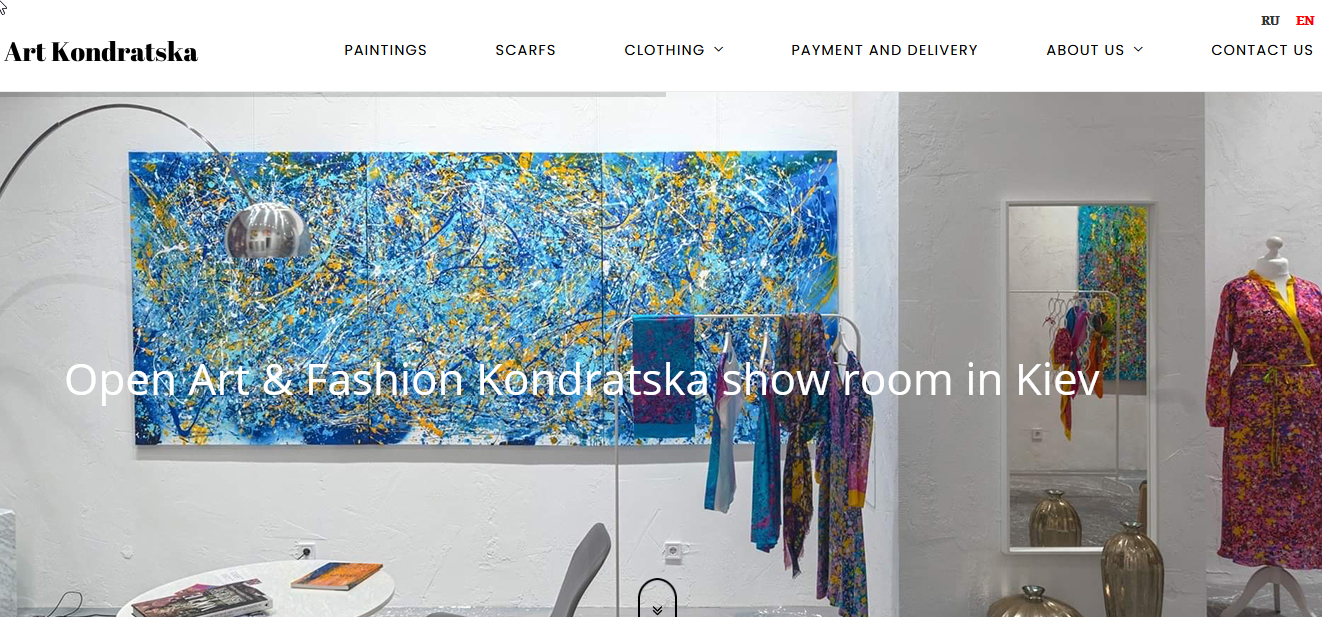 RU EN
Art Kondratska
PAINTINGS
SCARFS
CLOTHING
PAYMENT AND DELIVERY
ABOUT US
CONTACT US
Open Art & Fashion Kondratska show room in Kiev